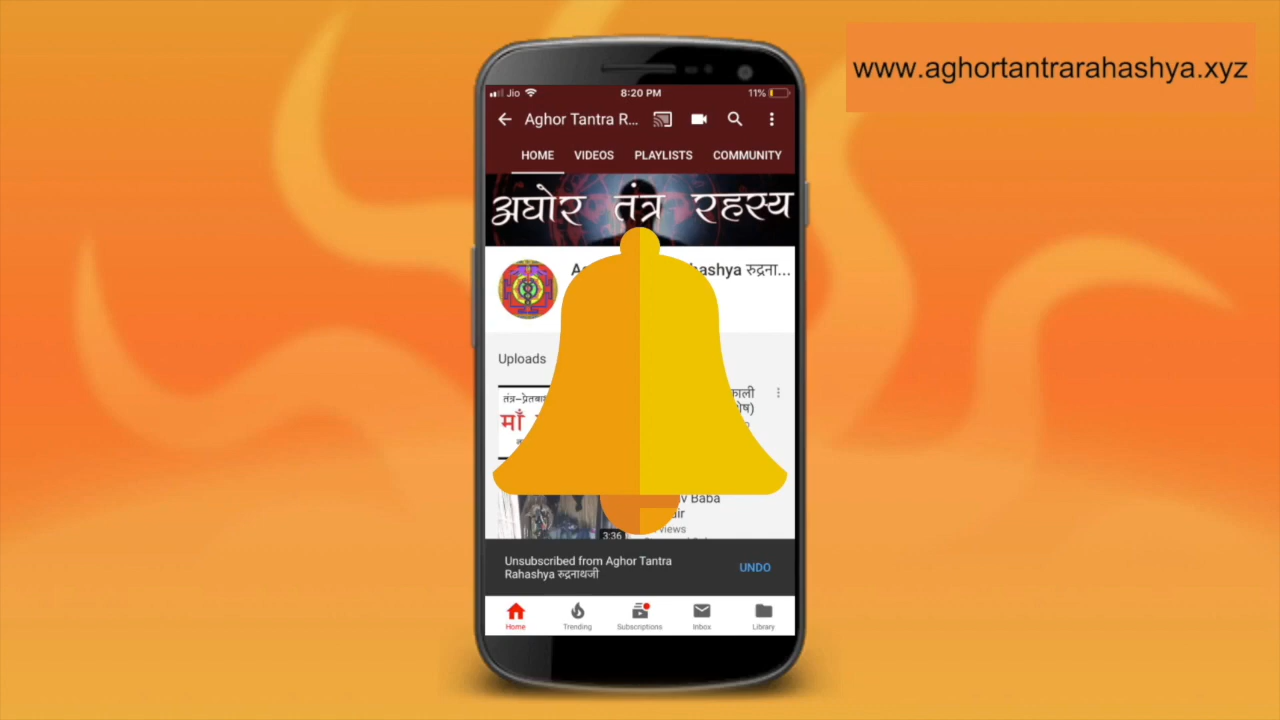 www.aghortantrarahashya.xyz
Jio 8:20 PM 11%
Aghor Tantra R...
HOME VIDEOS PLAYLISTS COMMUNITY
अघोर तंत्र रहस्य
रुद्रना...
Uploads
माँ
3:36
Unsubscribed from Aghor Tantra
Rahashya रुद्रनाथजी
UNDO
Home Trending Subscriptions Inbox Library